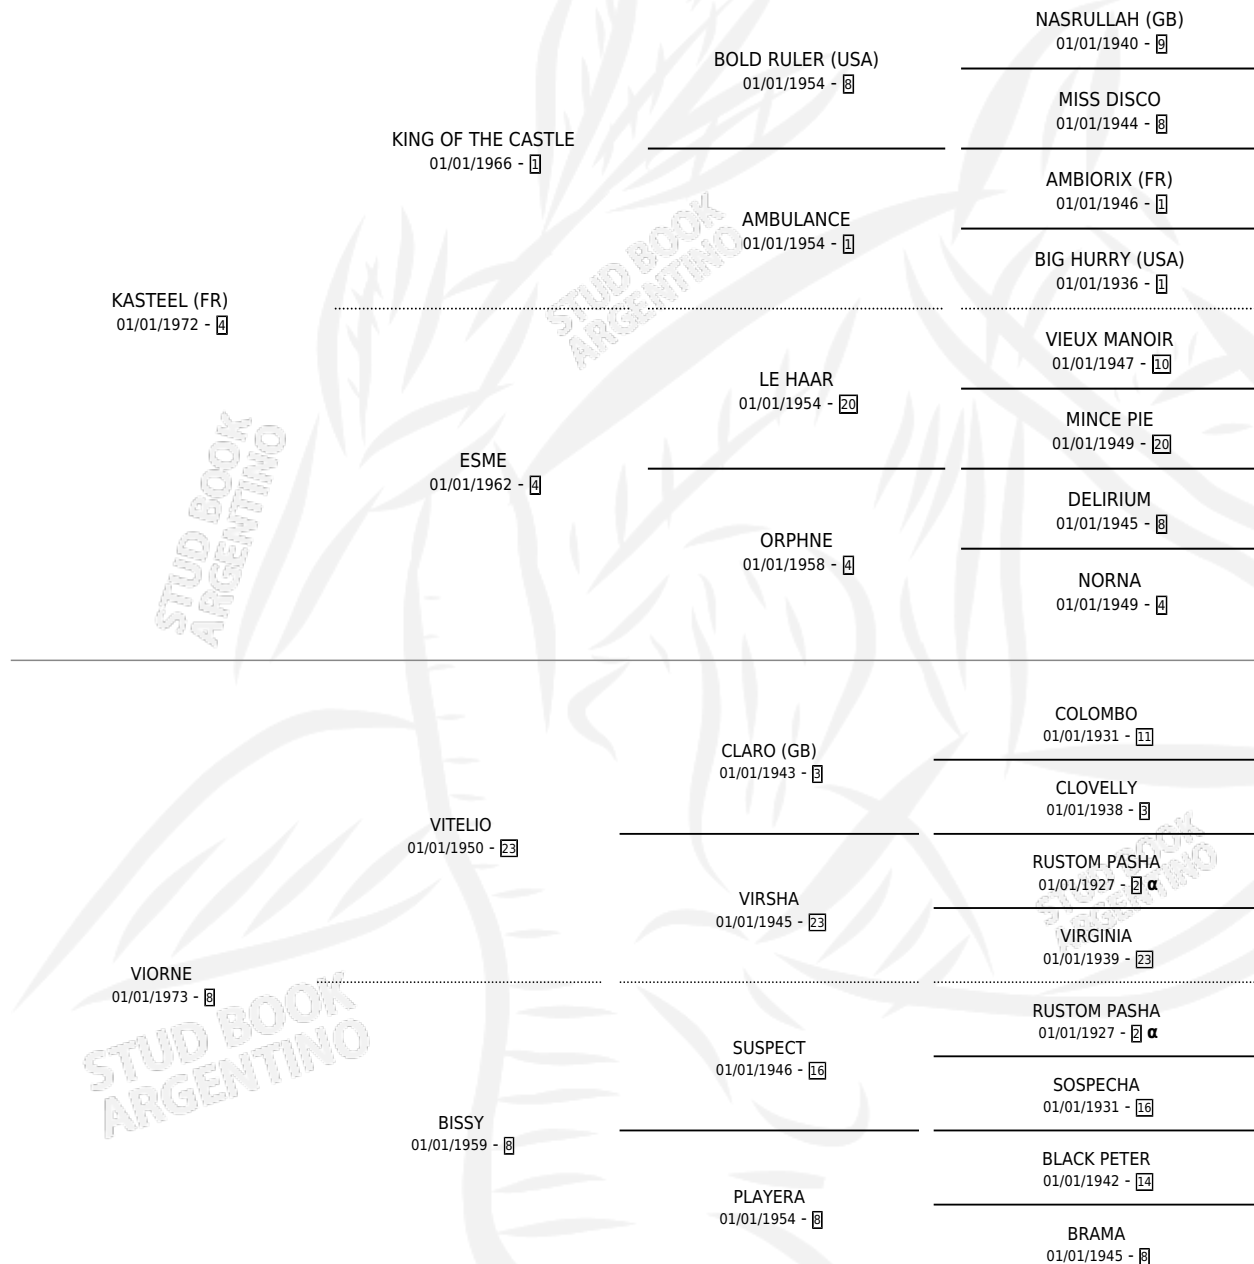 NASRULLAH (GB)
01/01/1940 - 9
BOLD RULER (USA)
01/01/1954 - 8
MISS DISCO
01/01/1944 - 8
KING OF THE CASTLE
01/01/1966 - 1
AMBIORIX (FR)
01/01/1946 - 1
AMBULANCE
01/01/1954 - 1
BIG HURRY (USA)
01/01/1936 - 1
KASTEEL (FR)
01/01/1972 - 4
VIEUX MANOIR
01/01/1947 - 10
LE HAAR
01/01/1954 - 20
MINCE PIE
01/01/1949 - 20
ESME
01/01/1962 - 4
DELIRIUM
01/01/1945 - 8
ORPHNE
01/01/1958 - 4
NORNA
01/01/1949 - 4
COLOMBO
01/01/1931 - 11
CLARO (GB)
01/01/1943 - 3
CLOVELLY
01/01/1938 - 3
VITELIO
01/01/1950 - 23
RUSTOM PASHA
01/01/1927 - 2 α
VIRSHA
01/01/1945 - 23
VIRGINIA
01/01/1939 - 23
VIORNE
01/01/1973 - 8
RUSTOM PASHA
01/01/1927 - 2 α
SUSPECT
01/01/1946 - 16
SOSPECHA
01/01/1931 - 16
BISSY
01/01/1959 - 8
BLACK PETER
01/01/1942 - 14
PLAYERA
01/01/1954 - 8
BRAMA
01/01/1945 - 8
STUD BOOK
ARGENTINO
STUD BOOK
ARGENTINO
STUD BOOK
ARGENTINO
STUD BOOK
ARGENTINO